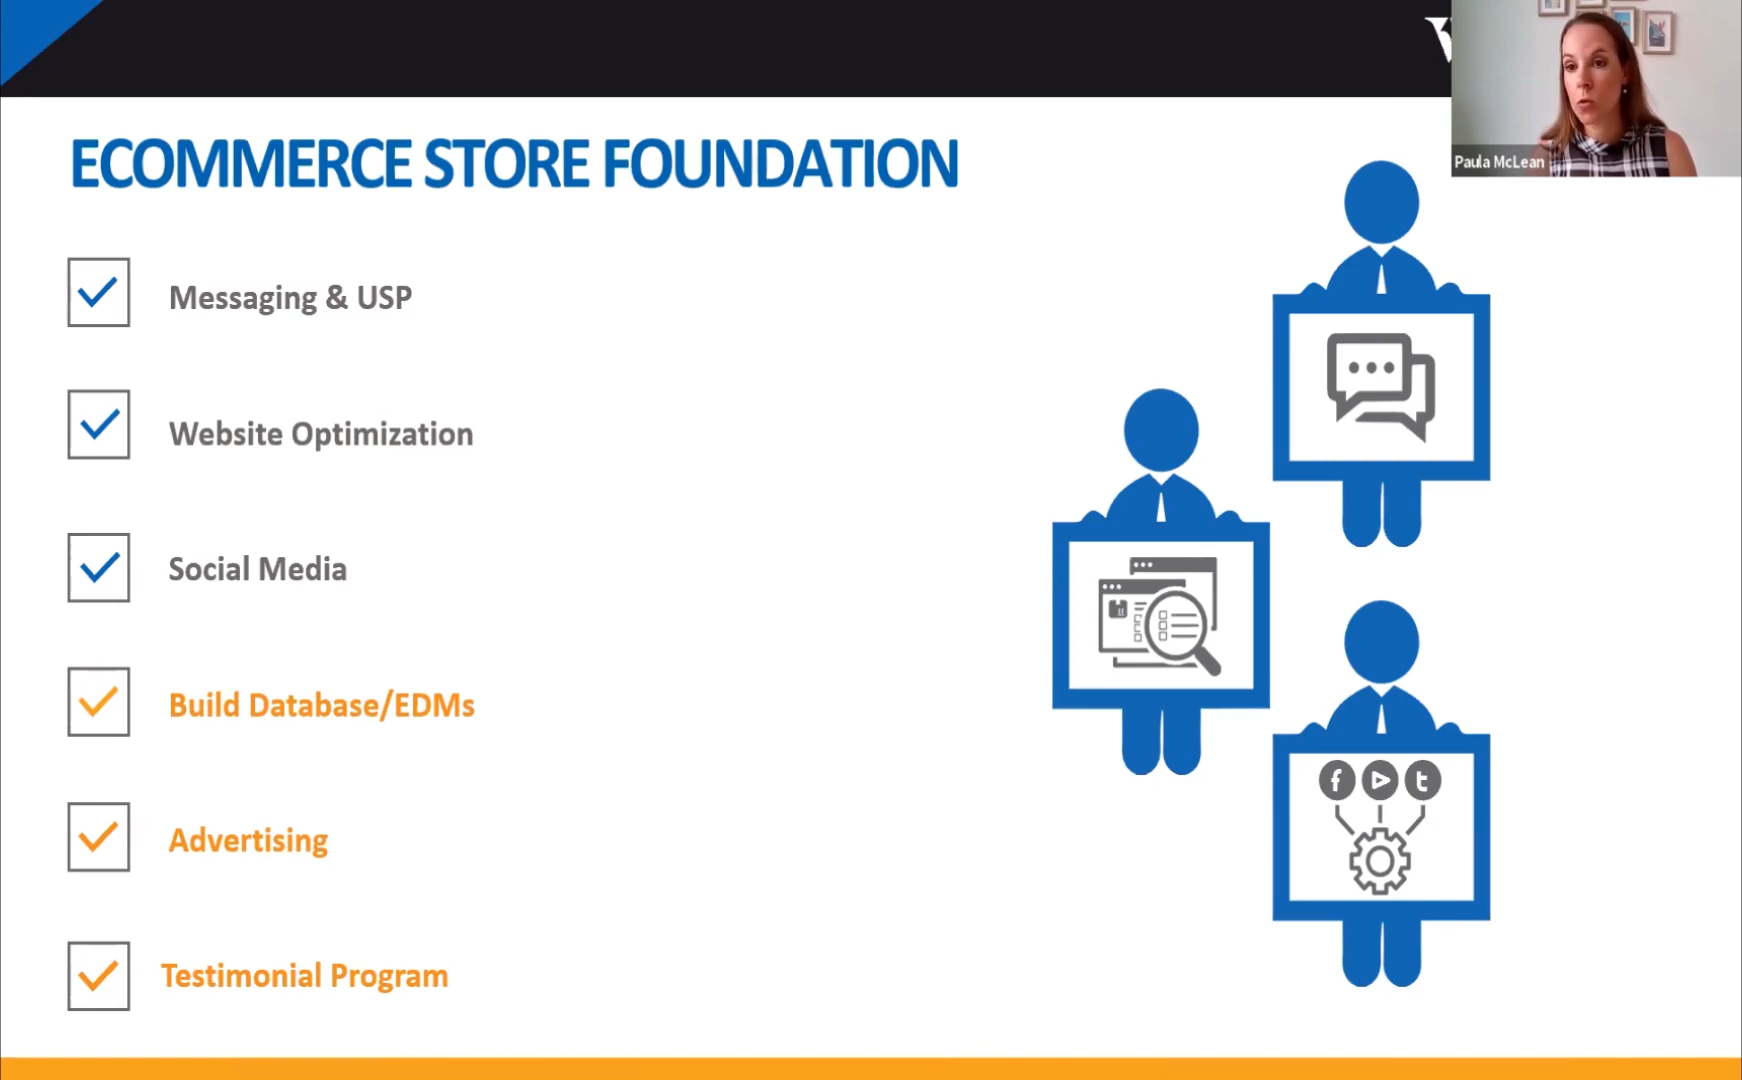 ECOMMERCE STORE FOUNDATION
Paula McLean
Messaging & USP
Website Optimization
Social Media
Build Database/EDMs
Advertising
Testimonial Program